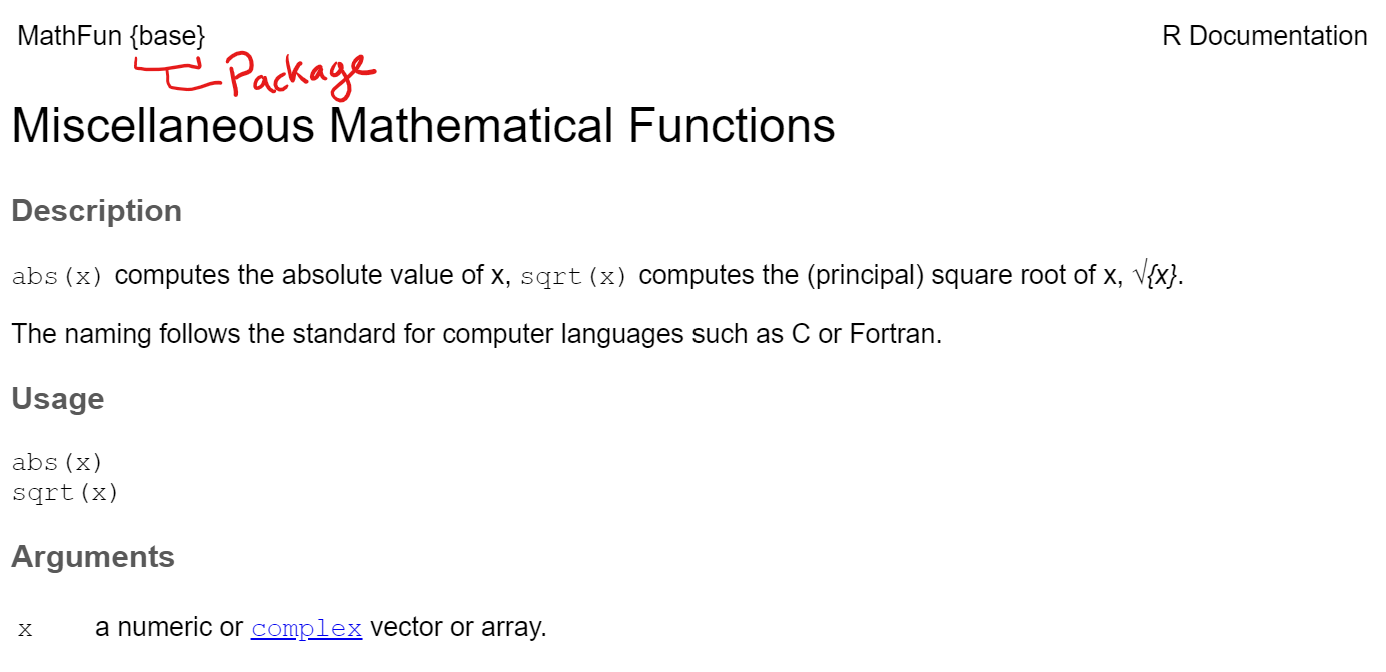 MathFun {base}
R Documentation
Package
Miscellaneous Mathematical Functions
Description
abs(x) computes the absolute value of x, sqrt(x) computes the (principal) square root of x, √{x}.
The naming follows the standard for computer languages such as C or Fortran.
Usage
abs(x)
sqrt(x)
Arguments
x a numeric or complex vector or array.